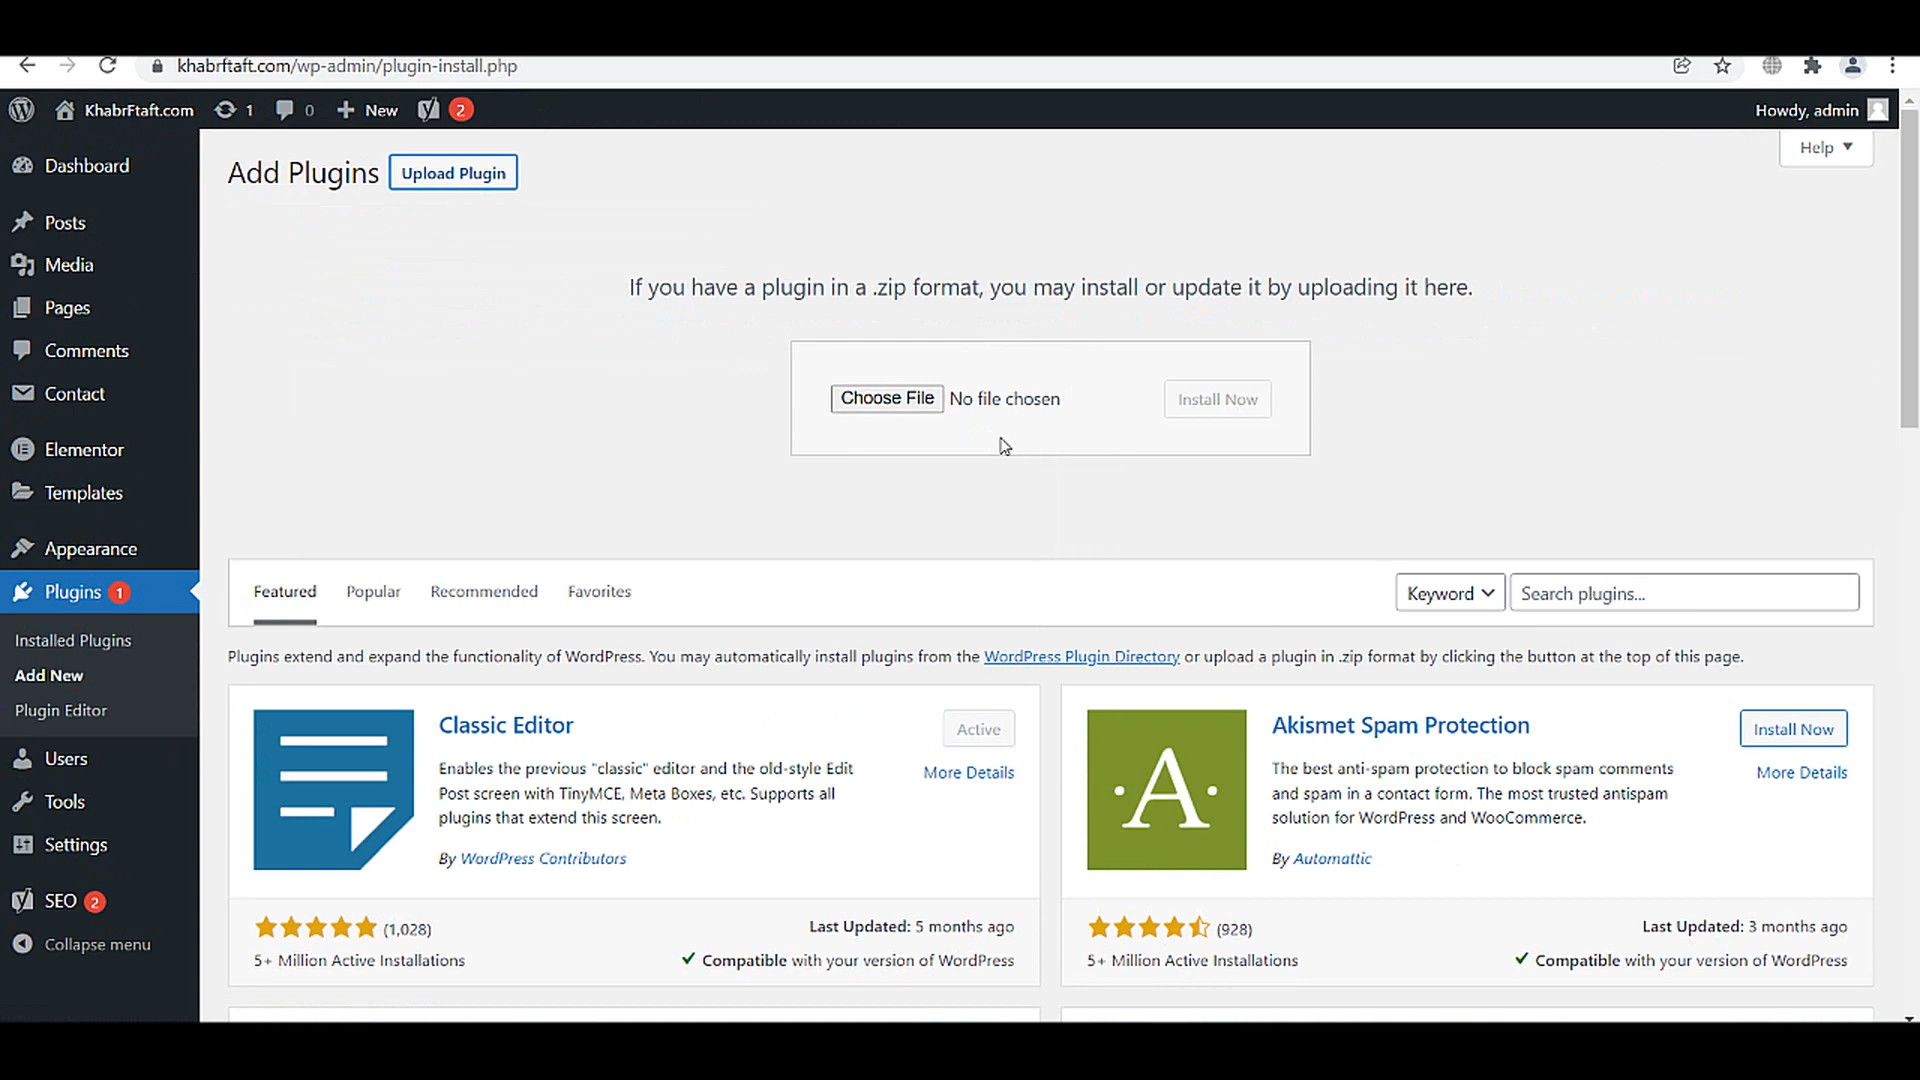 khabrftaft.com/wp-admin/plugin-install.php
KhabrFtaft.com 1 0 New 2 Howdy, admin
Help
Dashboard
Posts
Media
Pages
Comments
Contact
Elementor
Templates
Appearance
Plugins 1
Installed Plugins
Add New
Plugin Editor
Users
Tools
Settings
SEO 2
Collapse menu
Add Plugins Upload Plugin
If you have a plugin in a .zip format, you may install or update it by uploading it here.
Choose File No file chosen Install Now
Featured Popular Recommended Favorites Keyword Search plugins...
Plugins extend and expand the functionality of WordPress. You may automatically install plugins from the WordPress Plugin Directory or upload a plugin in .zip format by clicking the button at the top of this page.
Classic Editor
Active
More Details
Enables the previous "classic" editor and the old-style Edit
Post screen with TinyMCE, Meta Boxes, etc. Supports all
plugins that extend this screen.
By WordPress Contributors
(1,028)
Last Updated: 5 months ago
5+ Million Active Installations
Compatible with your version of WordPress
Akismet Spam Protection
Install Now
More Details
The best anti-spam protection to block spam comments
and spam in a contact form. The most trusted antispam
solution for WordPress and WooCommerce.
By Automattic
A
(928)
Last Updated: 3 months ago
5+ Million Active Installations
Compatible with your version of WordPress